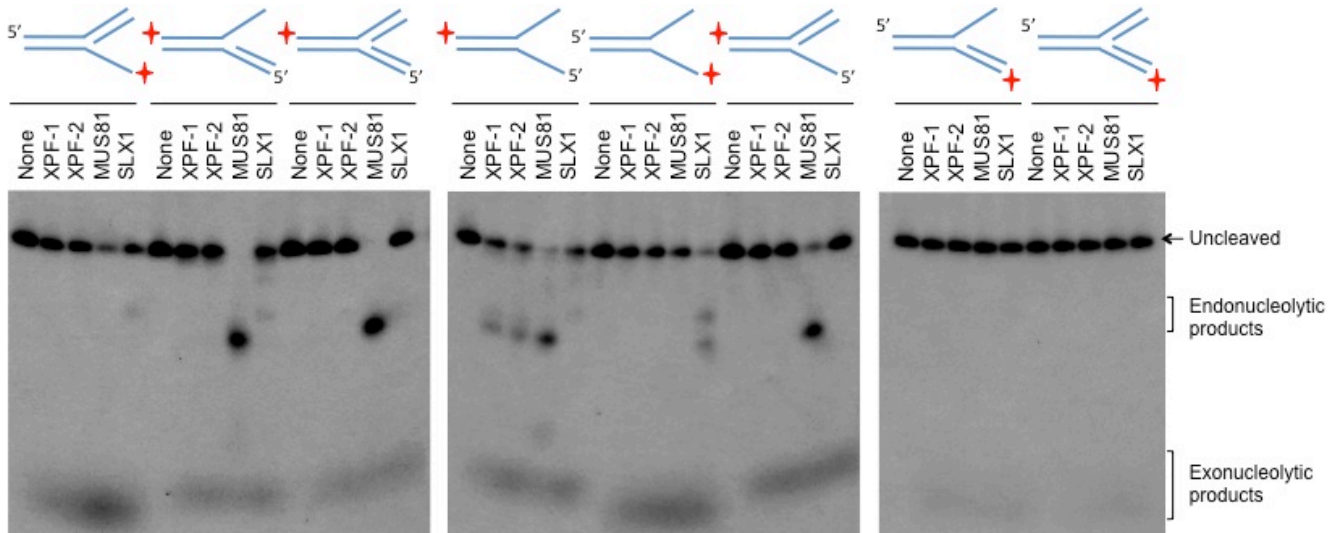 5'
5'
5'
5'
5'
5'
5'
5'
None
XPF-1
XPF-2
MUS81
SLX1
None
XPF-1
XPF-2
MUS81
SLX1
None
XPF-1
XPF-2
MUS81
SLX1
None
XPF-1
XPF-2
MUS81
SLX1
None
XPF-1
XPF-2
MUS81
SLX1
None
XPF-1
XPF-2
MUS81
SLX1
None
XPF-1
XPF-2
MUS81
SLX1
None
XPF-1
XPF-2
MUS81
SLX1
Uncleaved
Endonucleolytic
products
Exonucleolytic
products